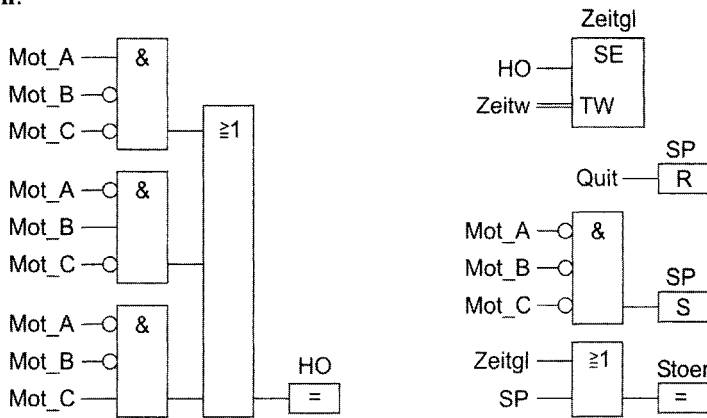 Mot_A
&
Mot_B
Mot_C
≧1
Mot_A
&
Mot_B
Mot_C
Mot_A
&
Mot_B
Mot_C
HO
=
Zeitgl
SE
HO
Zeitw
TW
SP
Quit
R
Mot_A
&
Mot_B
Mot_C
SP
S
Zeitgl
≧1
SP
Stoer
=